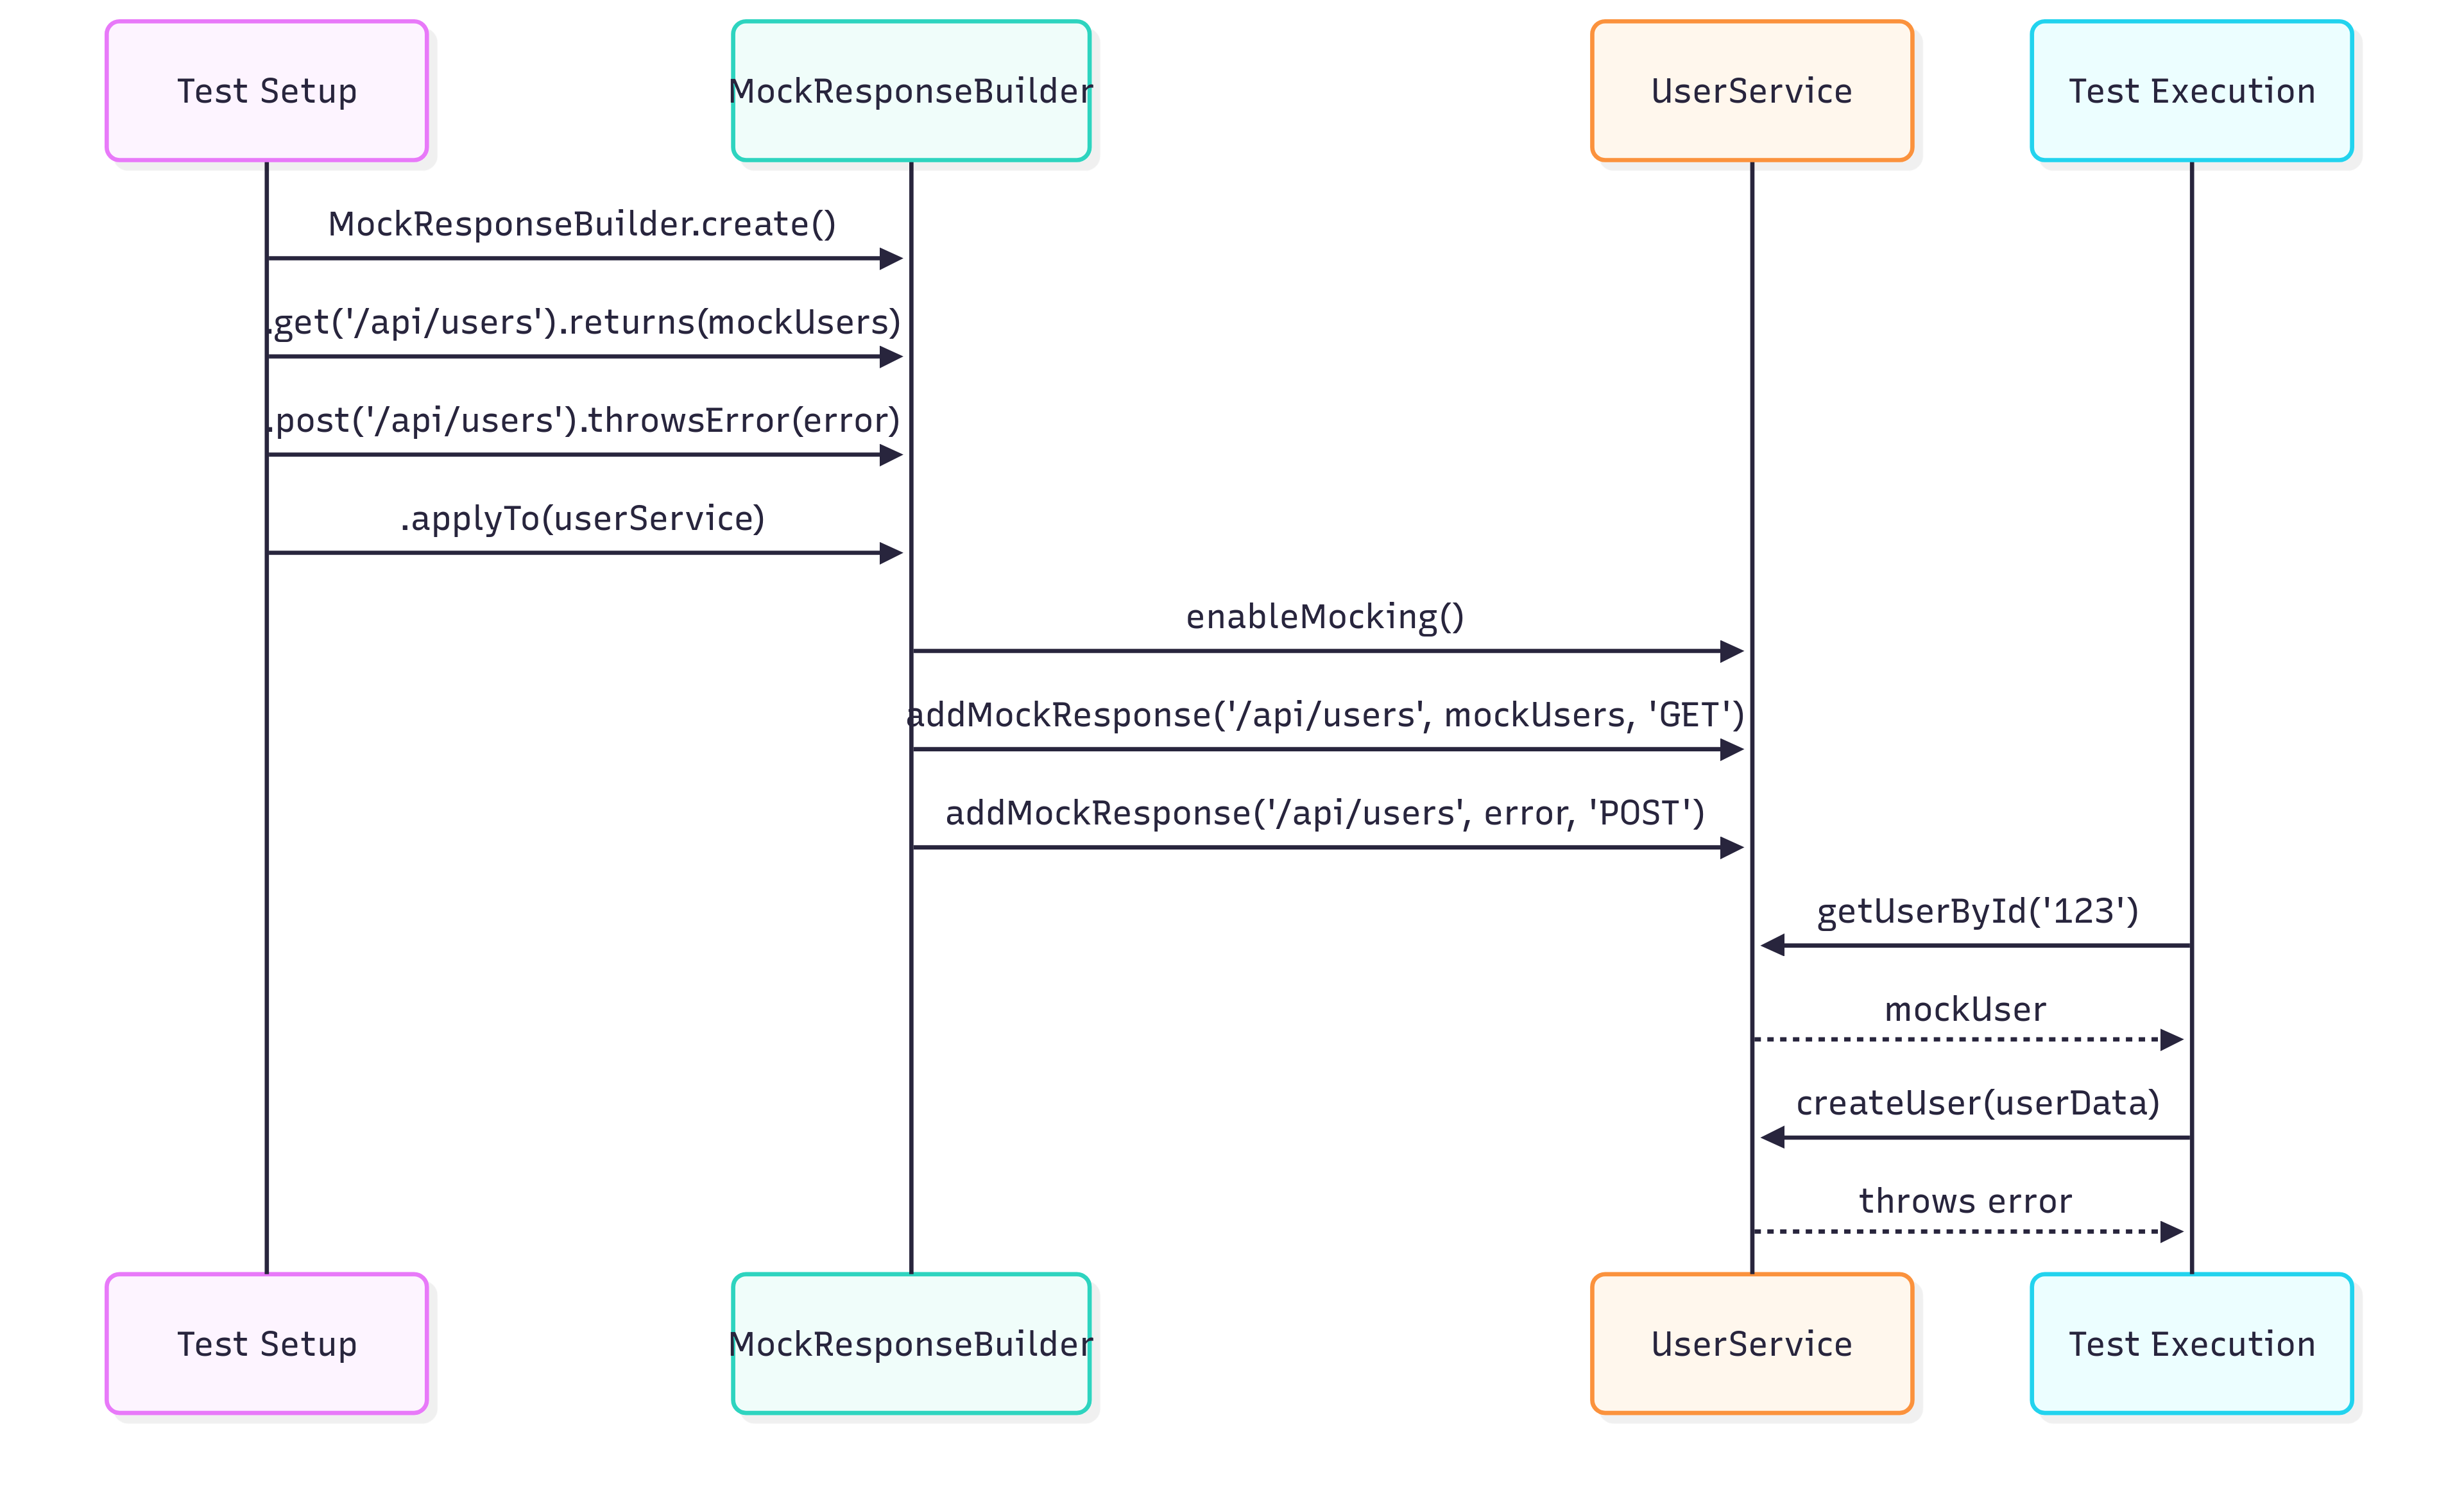 Test Setup
MockResponseBuilder
UserService
Test Execution
MockResponseBuilder.create()
.get('/api/users').returns(mockUsers)
.post('/api/users').throwsError(error)
.applyTo(userService)
enableMocking()
addMockResponse('/api/users', mockUsers, 'GET')
addMockResponse('/api/users', error, 'POST')
getUserById('123')
mockUser
createUser(userData)
throws error
Test Setup
MockResponseBuilder
UserService
Test Execution